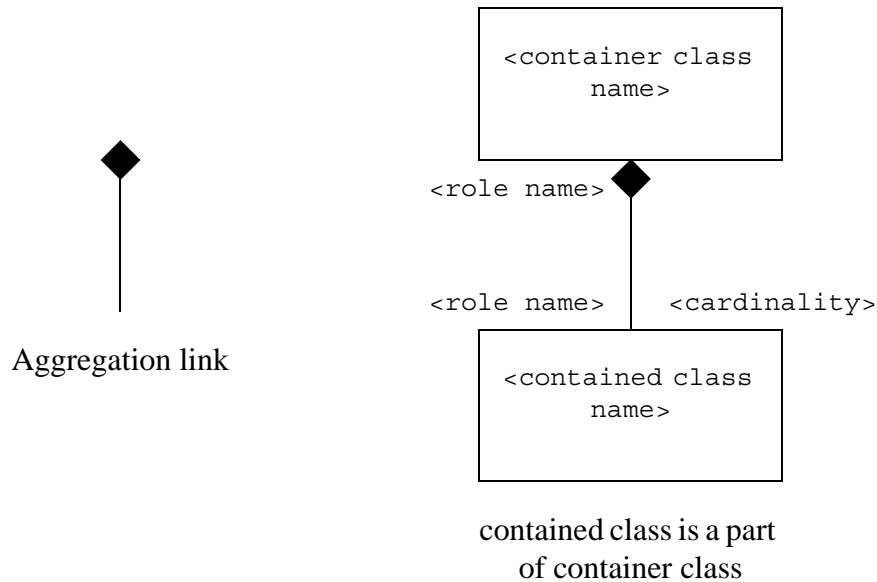 <container class
name>
<role name>
<role name> <cardinality>
Aggregation link
<contained class
name>
contained class is a part
of container class